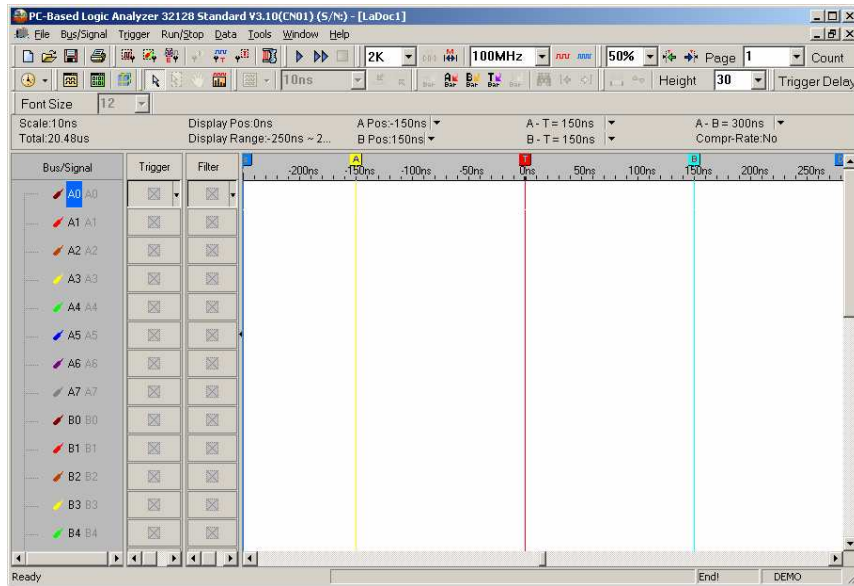 PC-Based Logic Analyzer 32128 Standard V3.10(CN01) (S/N:) - [LaDoc1]
File Bus/Signal Trigger Run/Stop Data Tools Window Help
2K 100MHz 50% Page 1 Count
10ns Bar Bar Bar Bar Bar Height 30 Trigger Delay
Font Size 12
Scale:10ns Display Pos:0ns A Pos:-150ns A - T = 150ns A - B = 300ns
Total:20.48us Display Range:-250ns ~ 2... B Pos:150ns B - T = 150ns Compr-Rate:No
Bus/Signal Trigger Filter A T B
-200ns -150ns -100ns -50ns 0ns 50ns 100ns 150ns 200ns 250ns
A0 A0
A1 A1
A2 A2
A3 A3
A4 A4
A5 A5
A6 A6
A7 A7
B0 B0
B1 B1
B2 B2
B3 B3
B4 B4
Ready End! DEMO